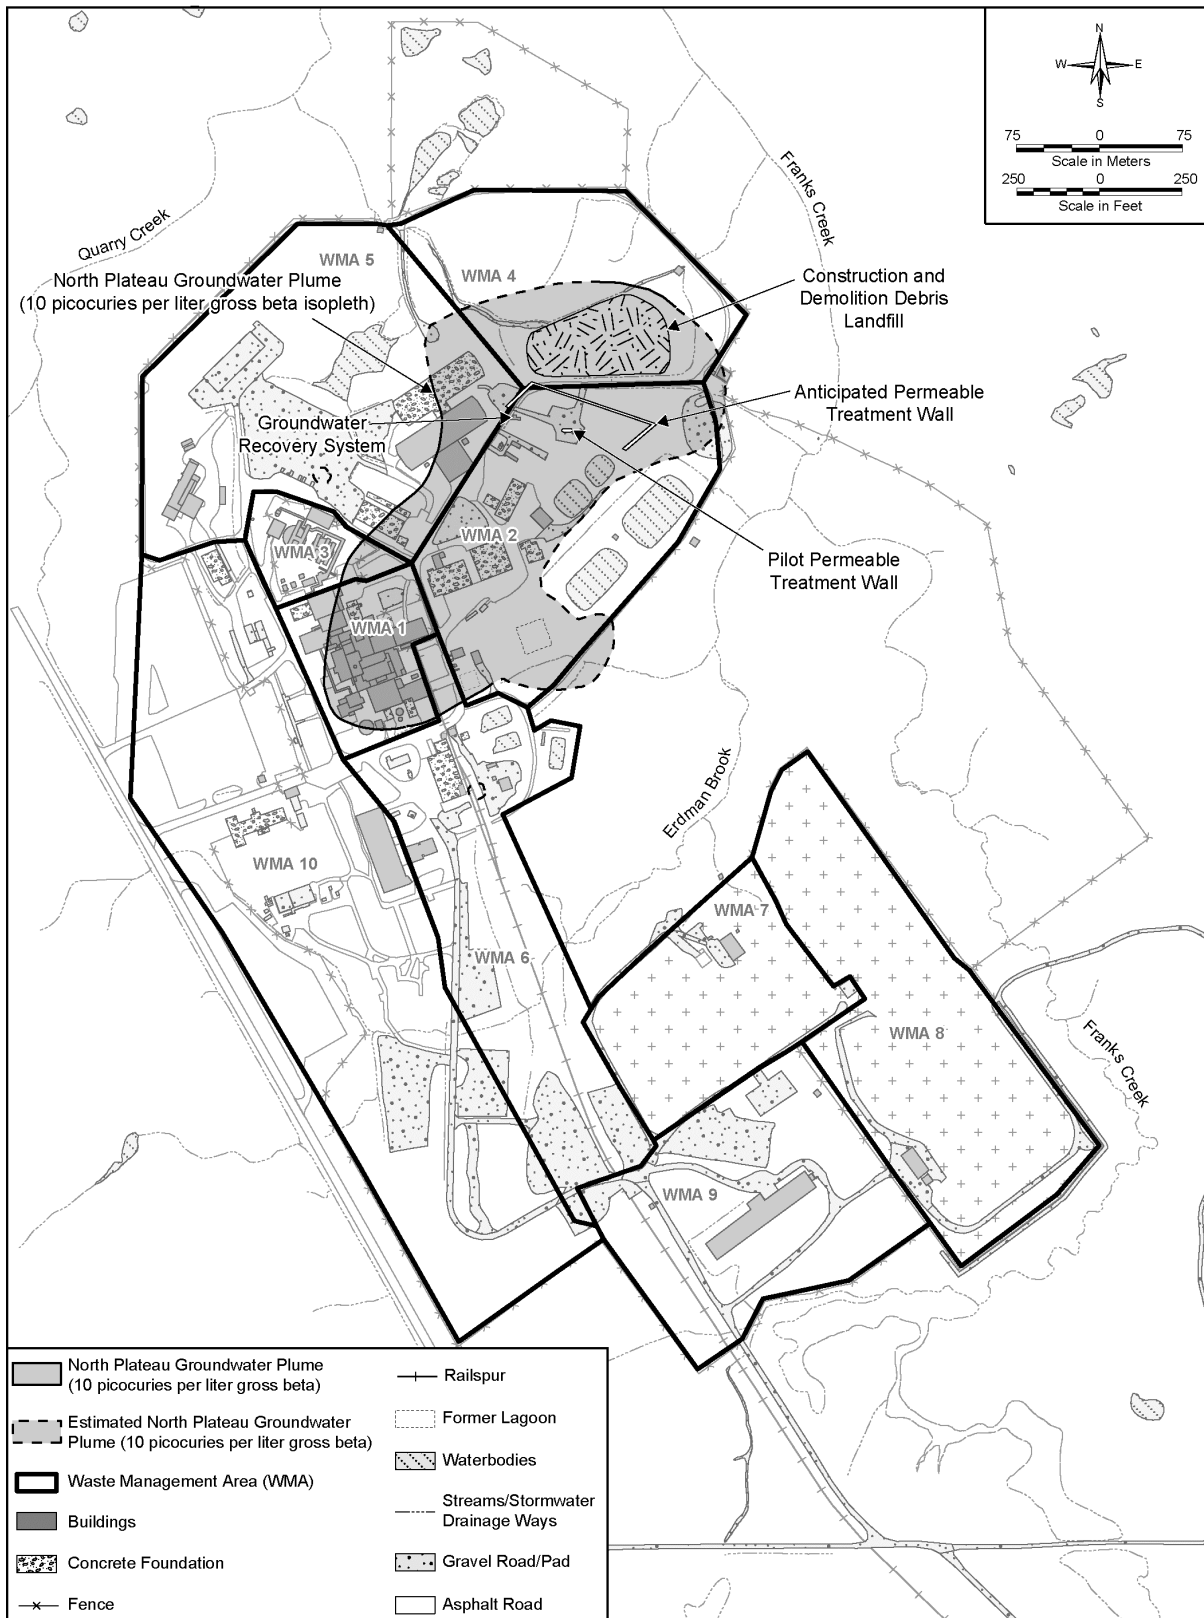 N
W E
S
75 0 75
Scale in Meters
250 0 250
Scale in Feet
Franks Creek
Quarry Creek
WMA 5
WMA 4
North Plateau Groundwater Plume
(10 picocuries per liter gross beta isopleth)
Construction and
Demolition Debris
Landfill
Anticipated Permeable
Treatment Wall
Groundwater
Recovery System
WMA 2
WMA 3
Pilot Permeable
Treatment Wall
WMA 1
Erdman Brook
WMA 10
WMA 7
WMA 6
WMA 8
Franks Creek
WMA 9
North Plateau Groundwater Plume
(10 picocuries per liter gross beta)
Estimated North Plateau Groundwater
Plume (10 picocuries per liter gross beta)
Waste Management Area (WMA)
Buildings
Concrete Foundation
Fence
Railspur
Former Lagoon
Waterbodies
Streams/Stormwater
Drainage Ways
Gravel Road/Pad
Asphalt Road